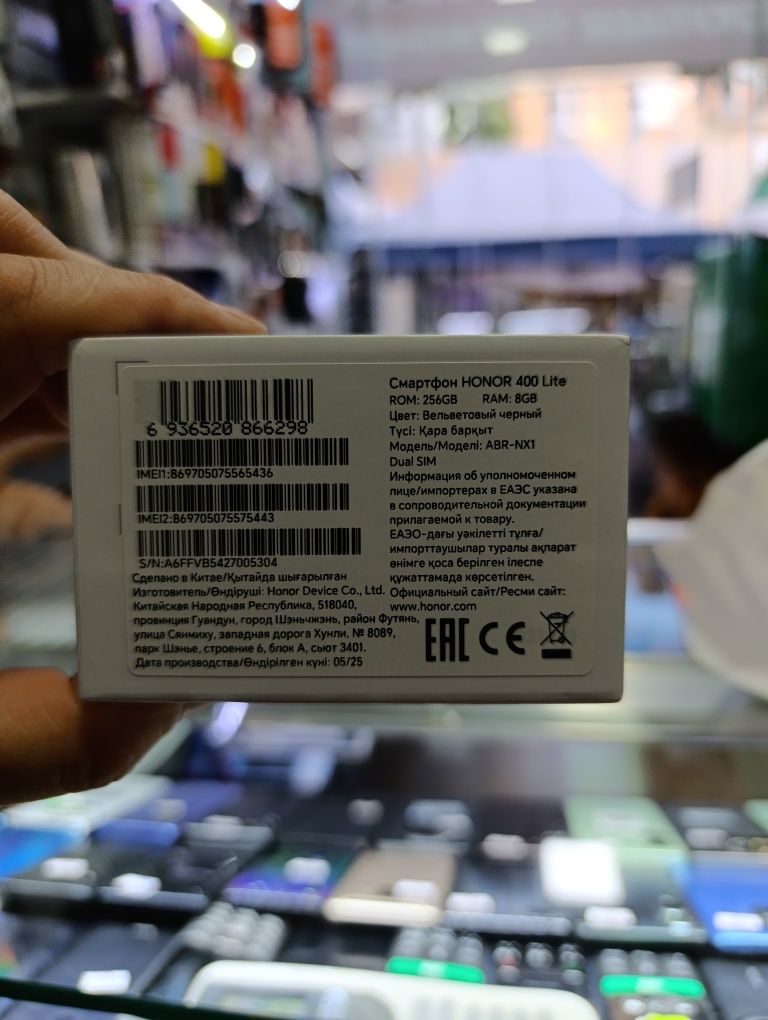 6 936520 866298
IMEI1:869705075565436
IMEI2:869705075575443
S/N:A6FFVB5427005304
Сделано в Китае/Қытайда шығарылған
Изготовитель/Өндіруші: Honor Device Co., Ltd.
Китайская Народная Республика, 518040,
провинция Гуандун, город Шэньчжэнь, район Футянь,
улица Сянмиху, западная дорога Хунли, № 8089,
парк Шэнье, строение 6, блок А, сьют 3401.
Дата производства/Өндірілген күні: 05/25
Смартфон HONOR 400 Lite
ROM: 256GB RAM: 8GB
Цвет: Вельветовый черный
Түсі: Қара барқыт
Модель/Моделі: ABR-NX1
Dual SIM
Информация об уполномоченном
лице/импортерах в ЕАЭС указана
в сопроводительной документации
прилагаемой к товару.
ЕАЭО-дағы уәкілетті тұлға/
импорттаушылар туралы ақпарат
өнімге қоса берілген ілеспе
құжаттамада көрсетілген.
Официальный сайт/Ресми сайт:
www.honor.com
EAC CE